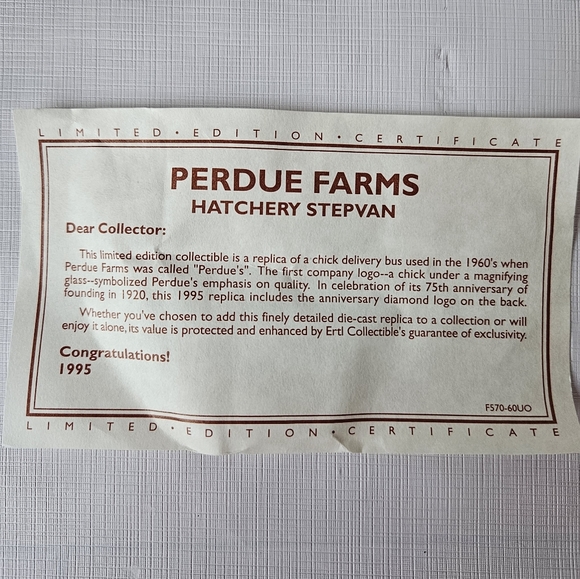 LIMITED • EDITION • CERTIFICATE
PERDUE FARMS
HATCHERY STEPVAN
Dear Collector:
This limited edition collectible is a replica of a chick delivery bus used in the 1960's when
Perdue Farms was called "Perdue's". The first company logo--a chick under a magnifying
glass--symbolized Perdue's emphasis on quality. In celebration of its 75th anniversary of
founding in 1920, this 1995 replica includes the anniversary diamond logo on the back.
Whether you've chosen to add this finely detailed die-cast replica to a collection or will
enjoy it alone, its value is protected and enhanced by Ertl Collectible's guarantee of exclusivity.
Congratulations!
1995
F570-60UO
LIMITED • EDITION • CERTIFICATE